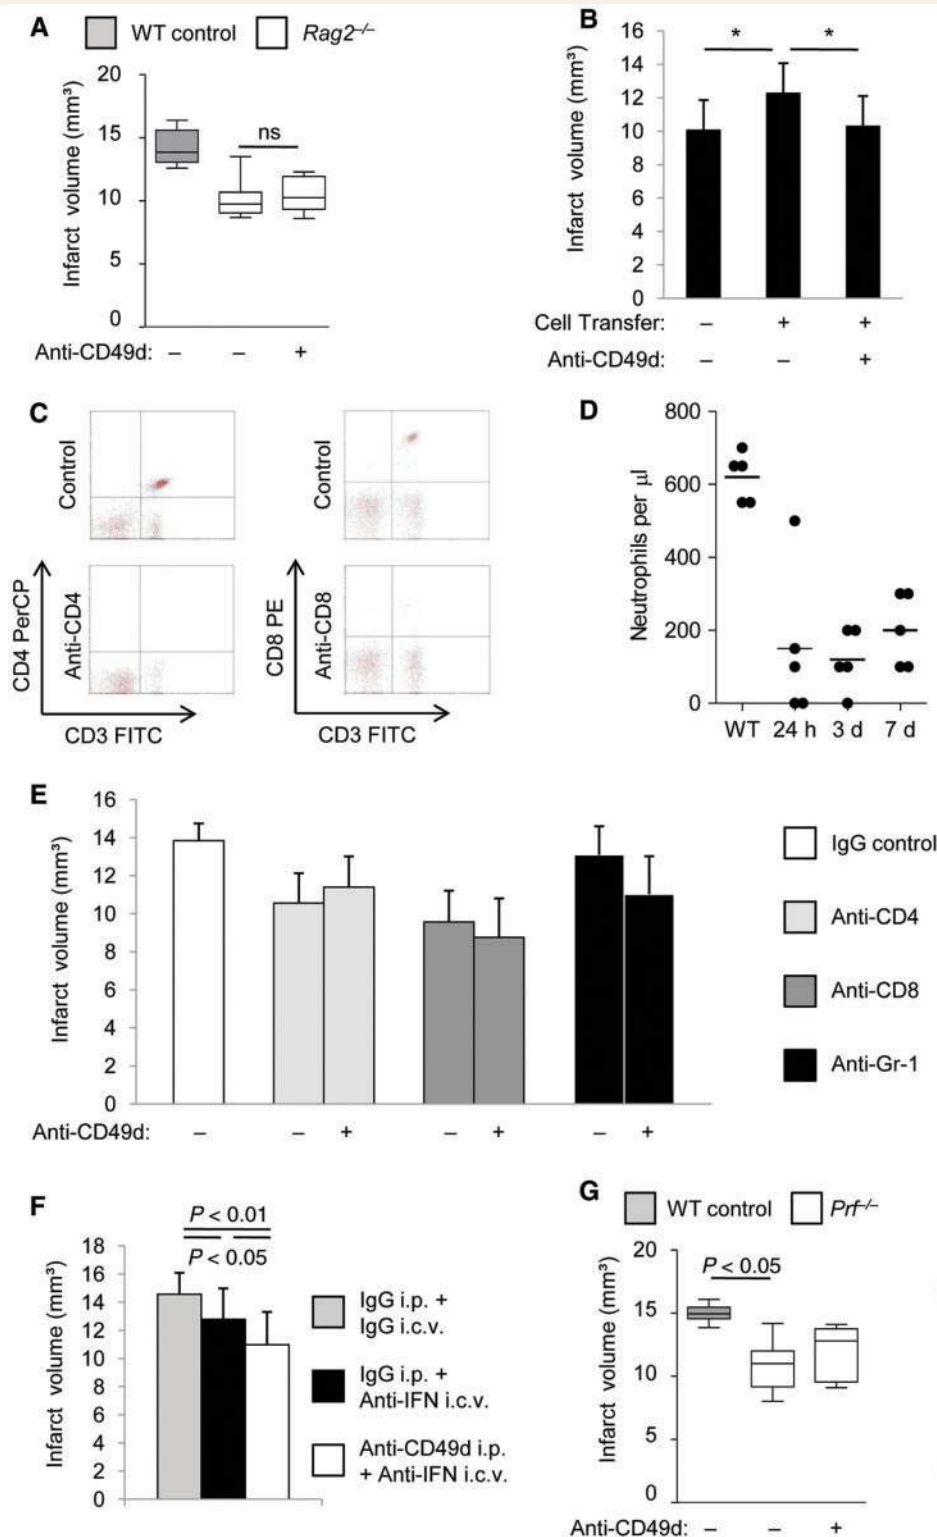 A
WT control
Rag2–/–
Infarct volume (mm³)
20
15
10
5
0
ns
Anti-CD49d: – – +
B
Infarct volume (mm³)
16
14
12
10
8
6
4
2
0
* *
Cell Transfer: – + +
Anti-CD49d: +
C
Control
Control
CD4 PerCP
Anti-CD4
CD3 FITC
CD8 PE
Anti-CD8
CD3 FITC
D
Neutrophils per µl
800
600
400
200
0
WT 24 h 3 d 7 d
E
Infarct volume (mm³)
16
14
12
10
8
6
4
2
0
Anti-CD49d: – – + – + – +
IgG control
Anti-CD4
Anti-CD8
Anti-Gr-1
F
P < 0.01
P < 0.05
Infarct volume (mm³)
18
16
14
12
10
8
6
4
2
0
IgG i.p. +
IgG i.c.v.
IgG i.p. +
Anti-IFN i.c.v.
Anti-CD49d i.p.
+ Anti-IFN i.c.v.
G
WT control
Prf–/–
Infarct volume (mm³)
20
15
10
5
0
P < 0.05
Anti-CD49d: – – +